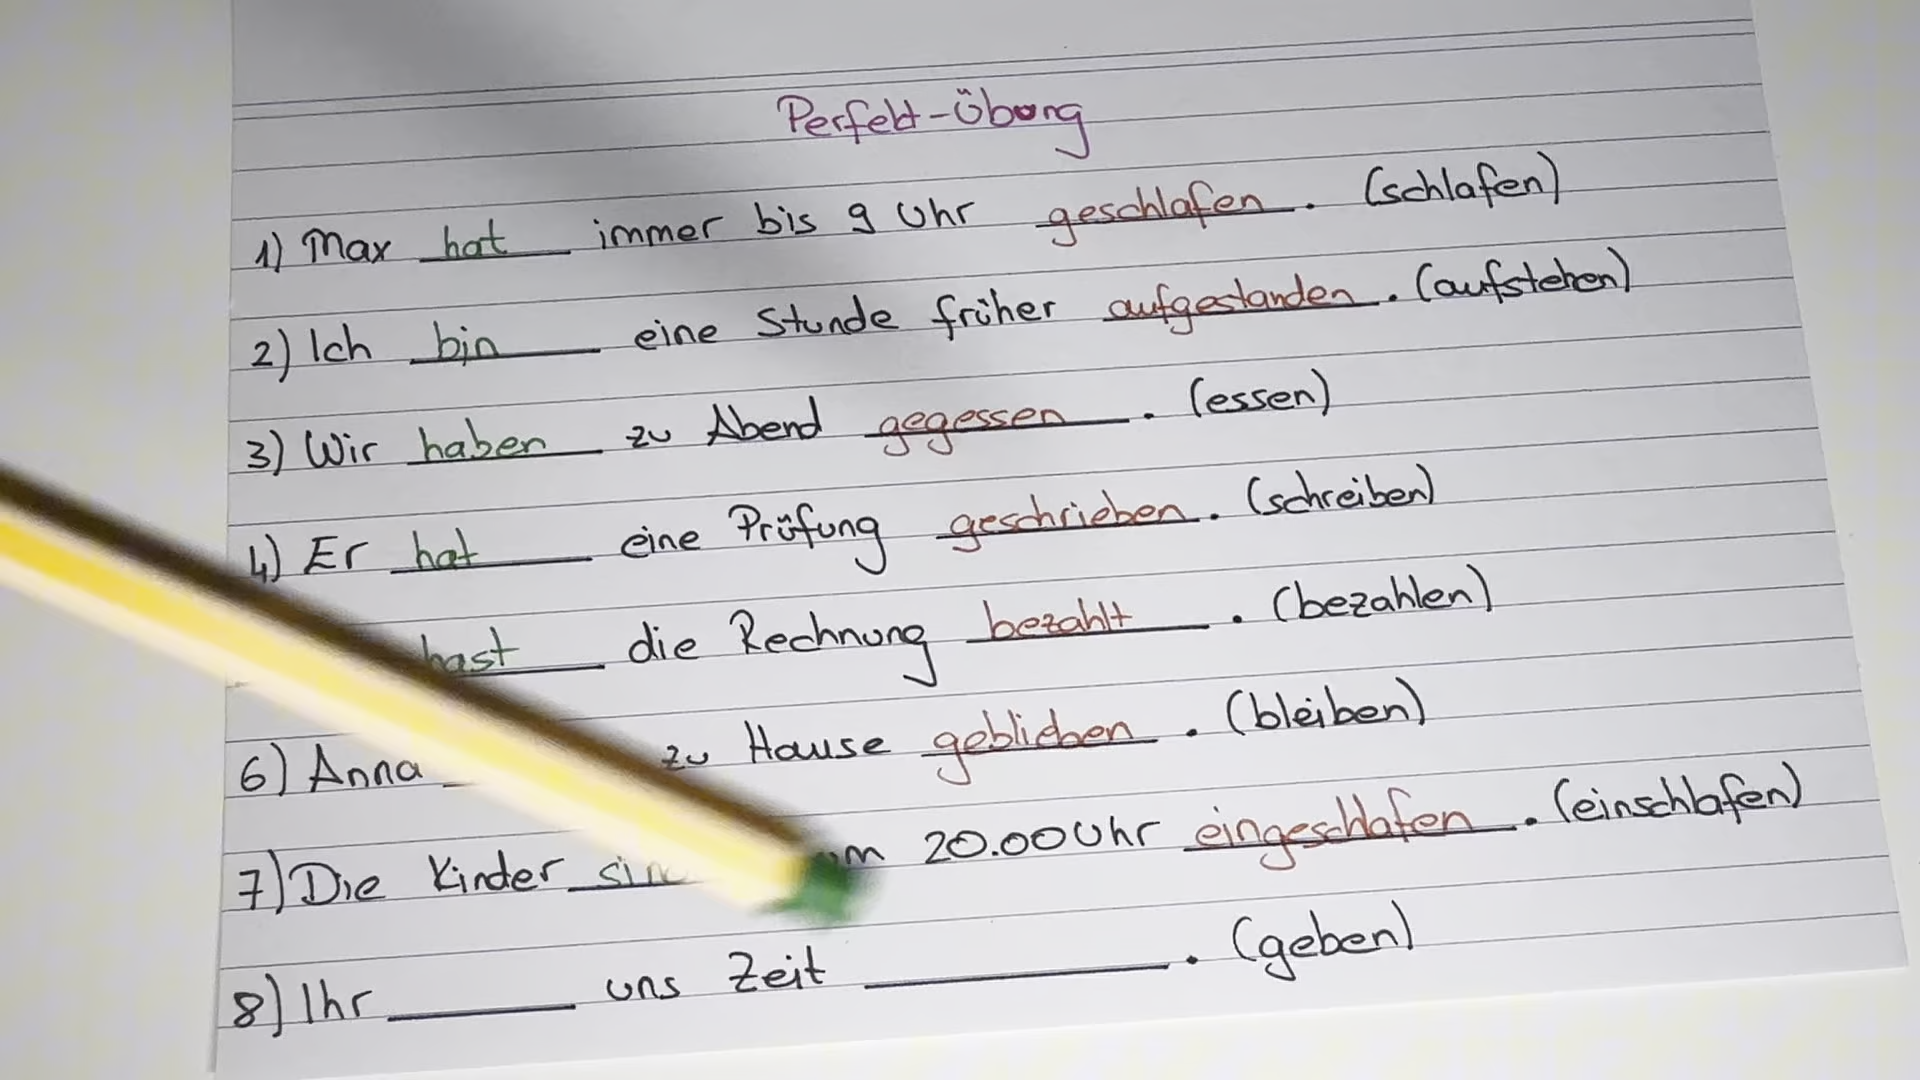 Perfekt-Übung
1) Max hat immer bis 9 Uhr geschlafen. (schlafen)
2) Ich bin eine Stunde früher aufgestanden. (aufstehen)
3) Wir haben zu Abend gegessen. (essen)
4) Er hat eine Prüfung geschrieben. (schreiben)
hast die Rechnung bezahlt. (bezahlen)
6) Anna zu Hause geblieben. (bleiben)
7) Die Kinder um 20.00 Uhr eingeschlafen. (einschlafen)
8) Ihr ______ uns Zeit ______. (geben)